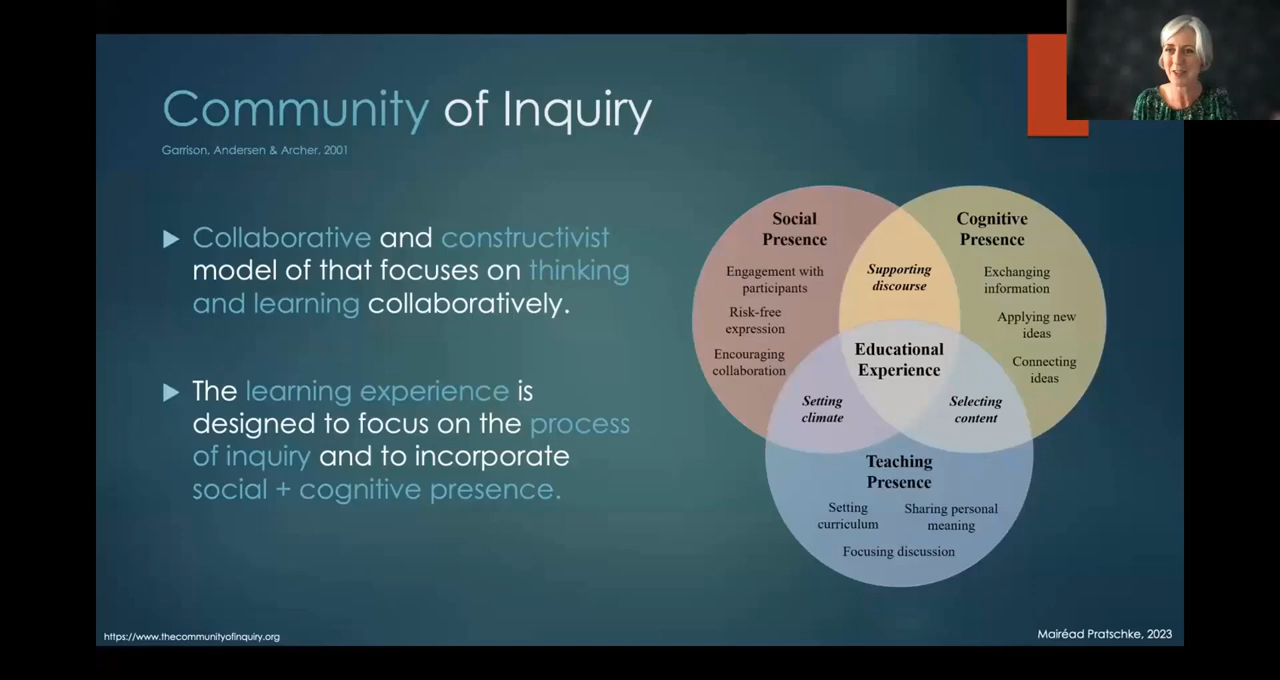 Community of Inquiry
Garrison, Andersen & Archer, 2001
Collaborative and constructivist
model of that focuses on thinking
and learning collaboratively.
The learning experience is
designed to focus on the process
of inquiry and to incorporate
social + cognitive presence.
Social
Presence
Engagement with
participants
Risk-free
expression
Encouraging
collaboration
Supporting
discourse
Cognitive
Presence
Exchanging
information
Applying new
ideas
Connecting
ideas
Educational
Experience
Setting
climate
Selecting
content
Teaching
Presence
Setting
curriculum
Sharing personal
meaning
Focusing discussion
https://www.thecommunityofinquiry.org
Mairéad Pratschke, 2023